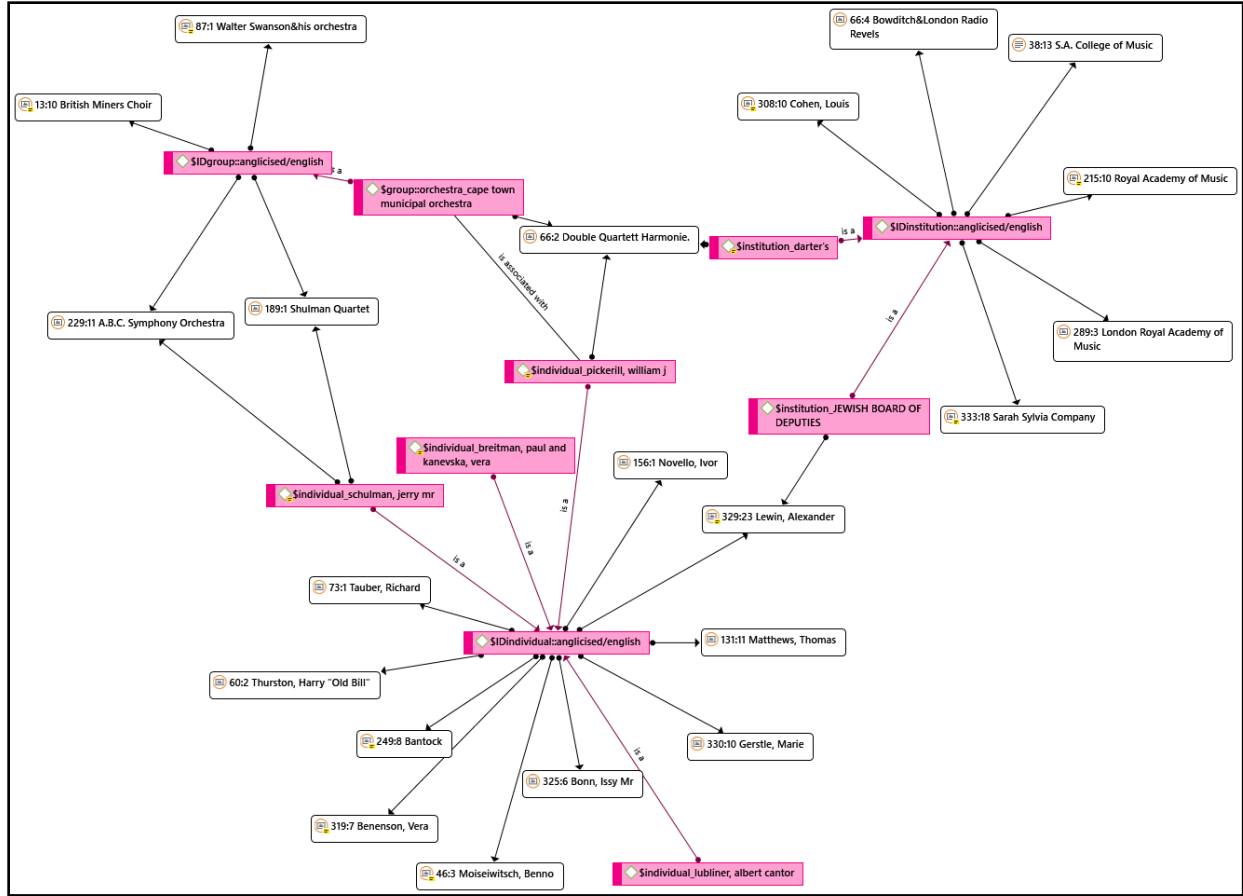 87:1 Walter Swanson&his orchestra
66:4 Bowditch&London Radio
Revels
38:13 S.A. College of Music
13:10 British Miners Choir
308:10 Cohen, Louis
$IDgroup::anglicised/english
is a
$group::orchestra_cape town
municipal orchestra
215:10 Royal Academy of Music
66:2 Double Quartett Harmonie.
$institution_darter's
is a
$IDinstitution::anglicised/english
is associated with
189:1 Shulman Quartet
229:11 A.B.C. Symphony Orchestra
is a
289:3 London Royal Academy of
Music
$individual_pickerill, william j
$institution_JEWISH BOARD OF
DEPUTIES
333:18 Sarah Sylvia Company
$individual_breitman, paul and
kanevska, vera
156:1 Novello, Ivor
$individual_schulman, jerry mr
is a
329:23 Lewin, Alexander
is a
is a
73:1 Tauber, Richard
$IDindividual::anglicised/english
131:11 Matthews, Thomas
60:2 Thurston, Harry "Old Bill"
249:8 Bantock
330:10 Gerstle, Marie
is a
325:6 Bonn, Issy Mr
319:7 Benenson, Vera
46:3 Moiseiwitsch, Benno
$individual_lubliner, albert cantor